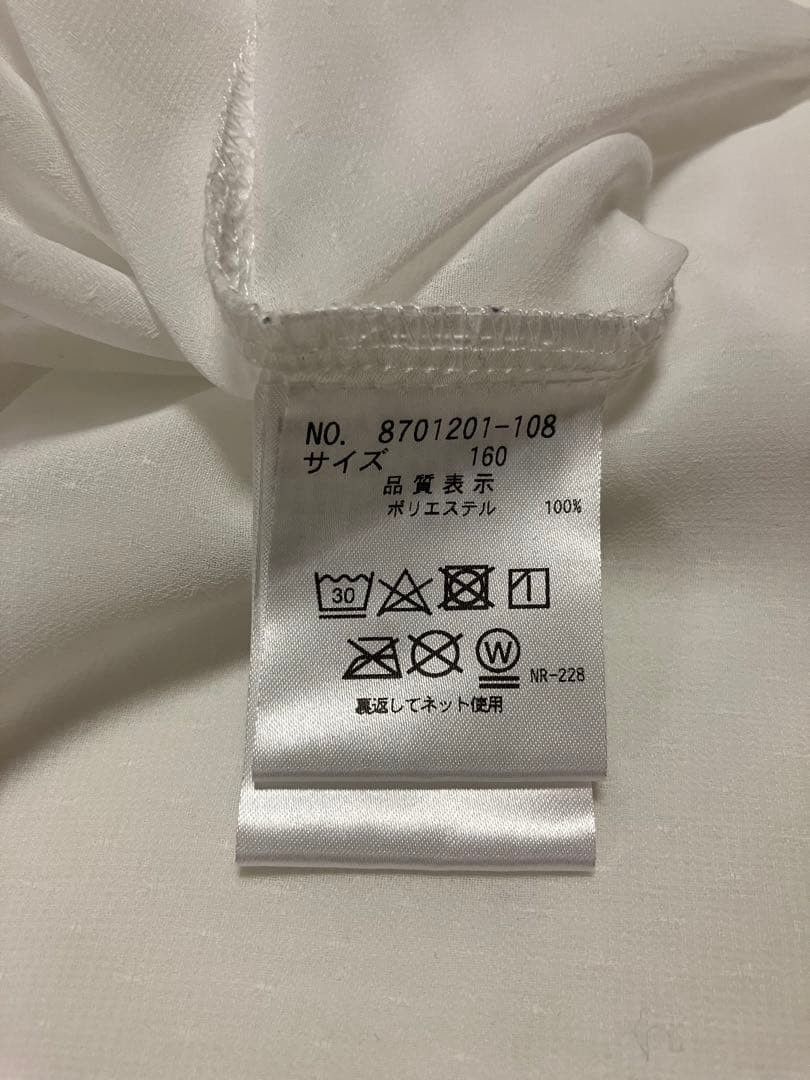 NO. 8701201-108
サイズ 160
品質表示
ポリエステル 100%
30
W NR-228
裏返してネット使用